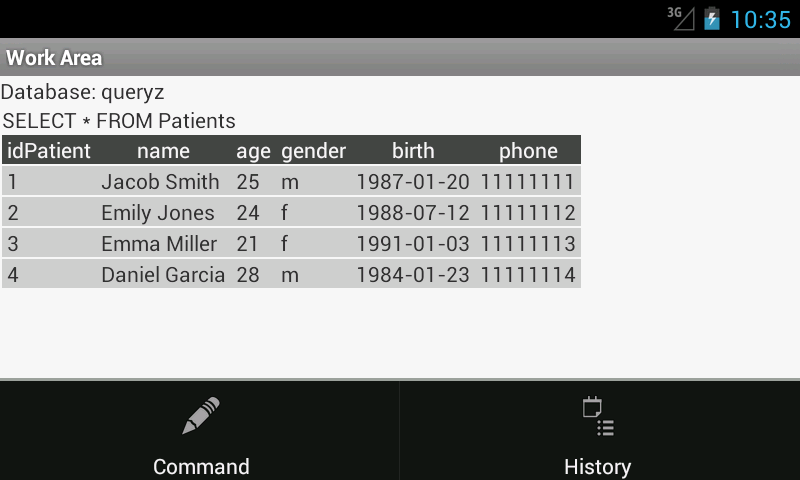 3G 10:35
Work Area
Database: queryz
SELECT * FROM Patients
idPatient name age gender birth phone
1 Jacob Smith 25 m 1987-01-20 11111111
2 Emily Jones 24 f 1988-07-12 11111112
3 Emma Miller 21 f 1991-01-03 11111113
4 Daniel Garcia 28 m 1984-01-23 11111114
Command History